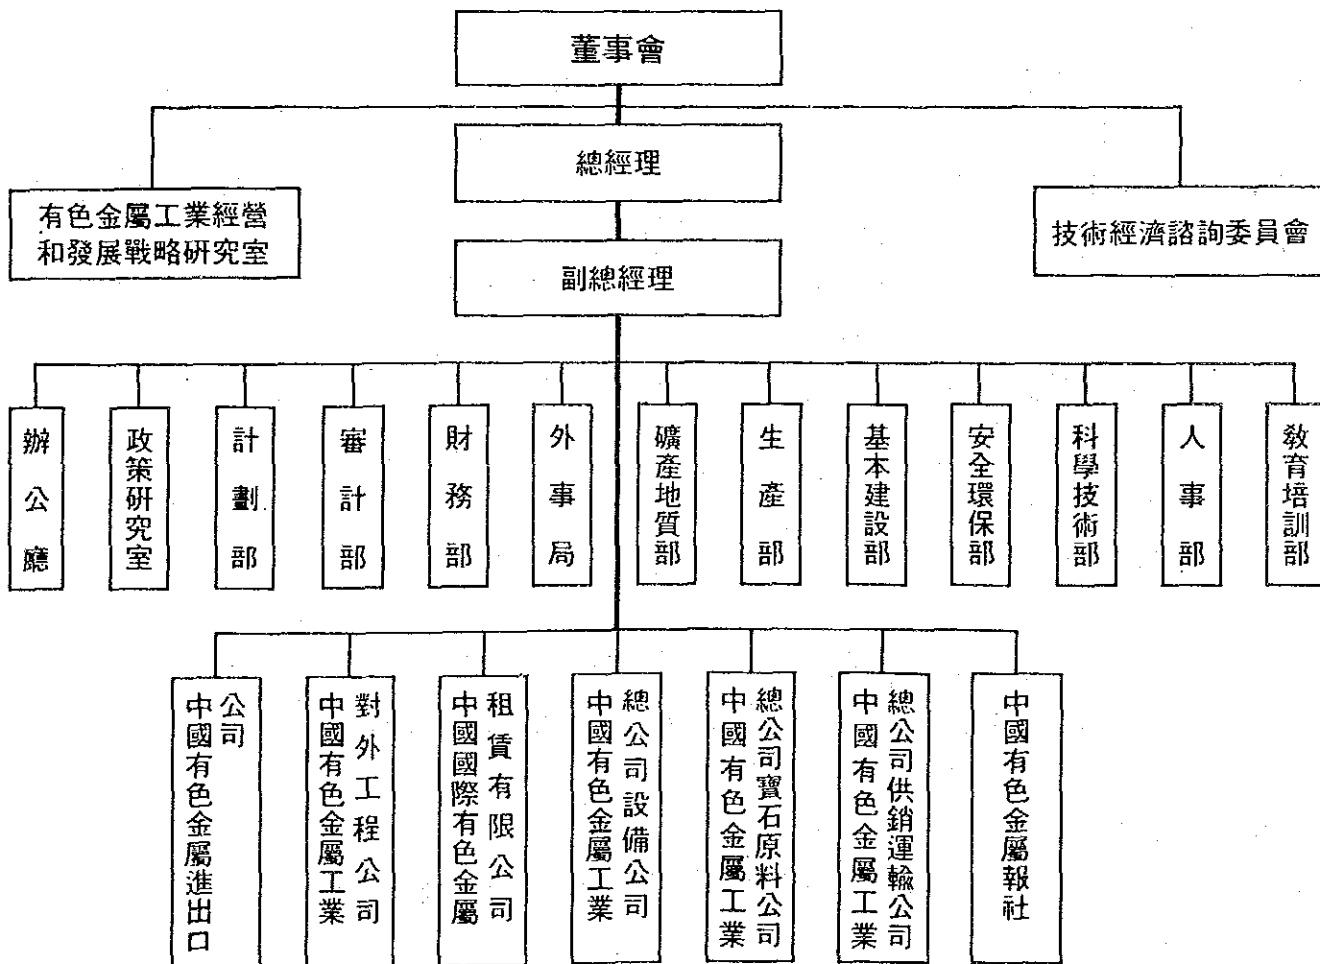 董事會
總經理
有色金屬工業經營
和發展戰略研究室
技術經濟諮詢委員會
副總經理
辦公廳
政策研究室
計劃部
審計部
財務部
外事局
礦產地質部
生產部
基本建設部
安全環保部
科學技術部
人事部
教育培訓部
中國有色金屬進出口
公司
中國有色金屬工業
對外工程公司
中國國際有色金屬
租賃有限公司
中國有色金屬工業
總公司設備公司
中國有色金屬工業
總公司寶石原料公司
中國有色金屬工業
總公司供銷運輸公司
中國有色金屬報社